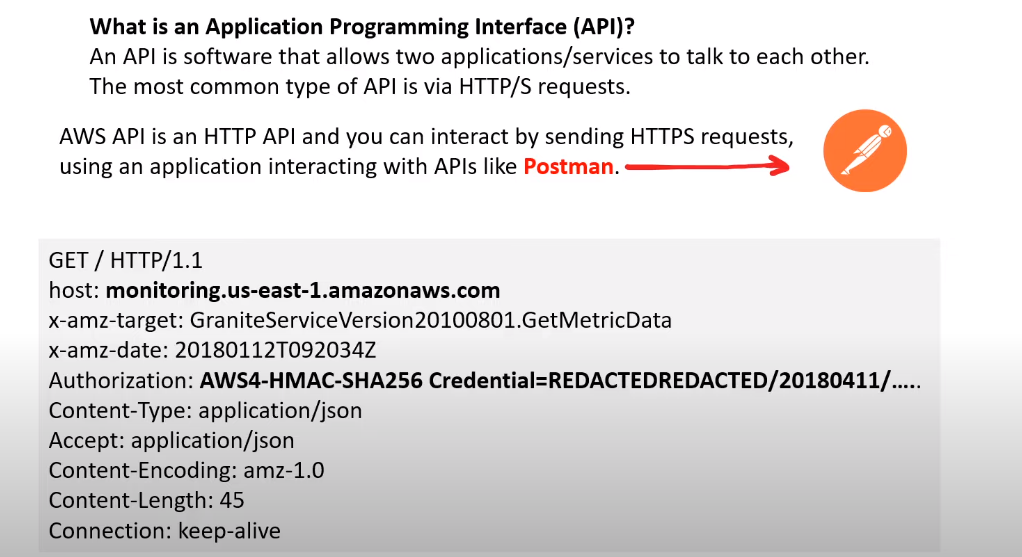 What is an Application Programming Interface (API)?
An API is software that allows two applications/services to talk to each other.
The most common type of API is via HTTP/S requests.
AWS API is an HTTP API and you can interact by sending HTTPS requests,
using an application interacting with APIs like Postman.
GET / HTTP/1.1
host: monitoring.us-east-1.amazonaws.com
x-amz-target: GraniteServiceVersion20100801.GetMetricData
x-amz-date: 20180112T092034Z
Authorization: AWS4-HMAC-SHA256 Credential=REDACTEDREDACTED/20180411/.....
Content-Type: application/json
Accept: application/json
Content-Encoding: amz-1.0
Content-Length: 45
Connection: keep-alive